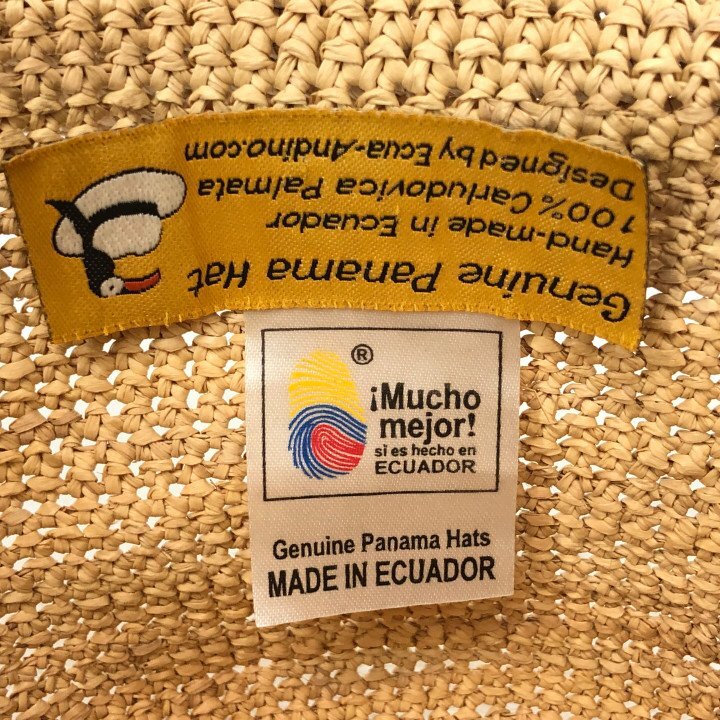 Genuine Panama Hat
Hand-made in Ecuador
100% Carludovica Palmata
Designed by Ecua-Andino.com
®
¡Mucho
mejor!
si es hecho en
ECUADOR
Genuine Panama Hats
MADE IN ECUADOR